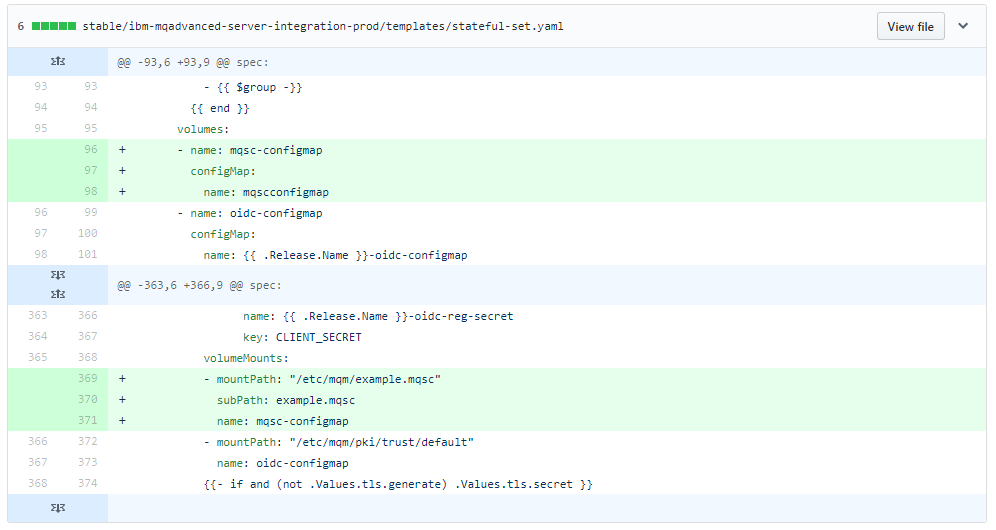 6 stable/ibm-mqadvanced-server-integration-prod/templates/stateful-set.yaml View file
@@ -93,6 +93,9 @@ spec:
93 93 - {{ $group -}}
94 94 {{ end }}
95 95 volumes:
96 + - name: mqsc-configmap
97 + configMap:
98 + name: mqscconfigmap
96 99 - name: oidc-configmap
97 100 configMap:
98 101 name: {{ .Release.Name }}-oidc-configmap
@@ -363,6 +366,9 @@ spec:
363 366 name: {{ .Release.Name }}-oidc-reg-secret
364 367 key: CLIENT_SECRET
365 368 volumeMounts:
369 + - mountPath: "/etc/mqm/example.mqsc"
370 + subPath: example.mqsc
371 + name: mqsc-configmap
366 372 - mountPath: "/etc/mqm/pki/trust/default"
367 373 name: oidc-configmap
368 374 {{- if and (not .Values.tls.generate) .Values.tls.secret }}